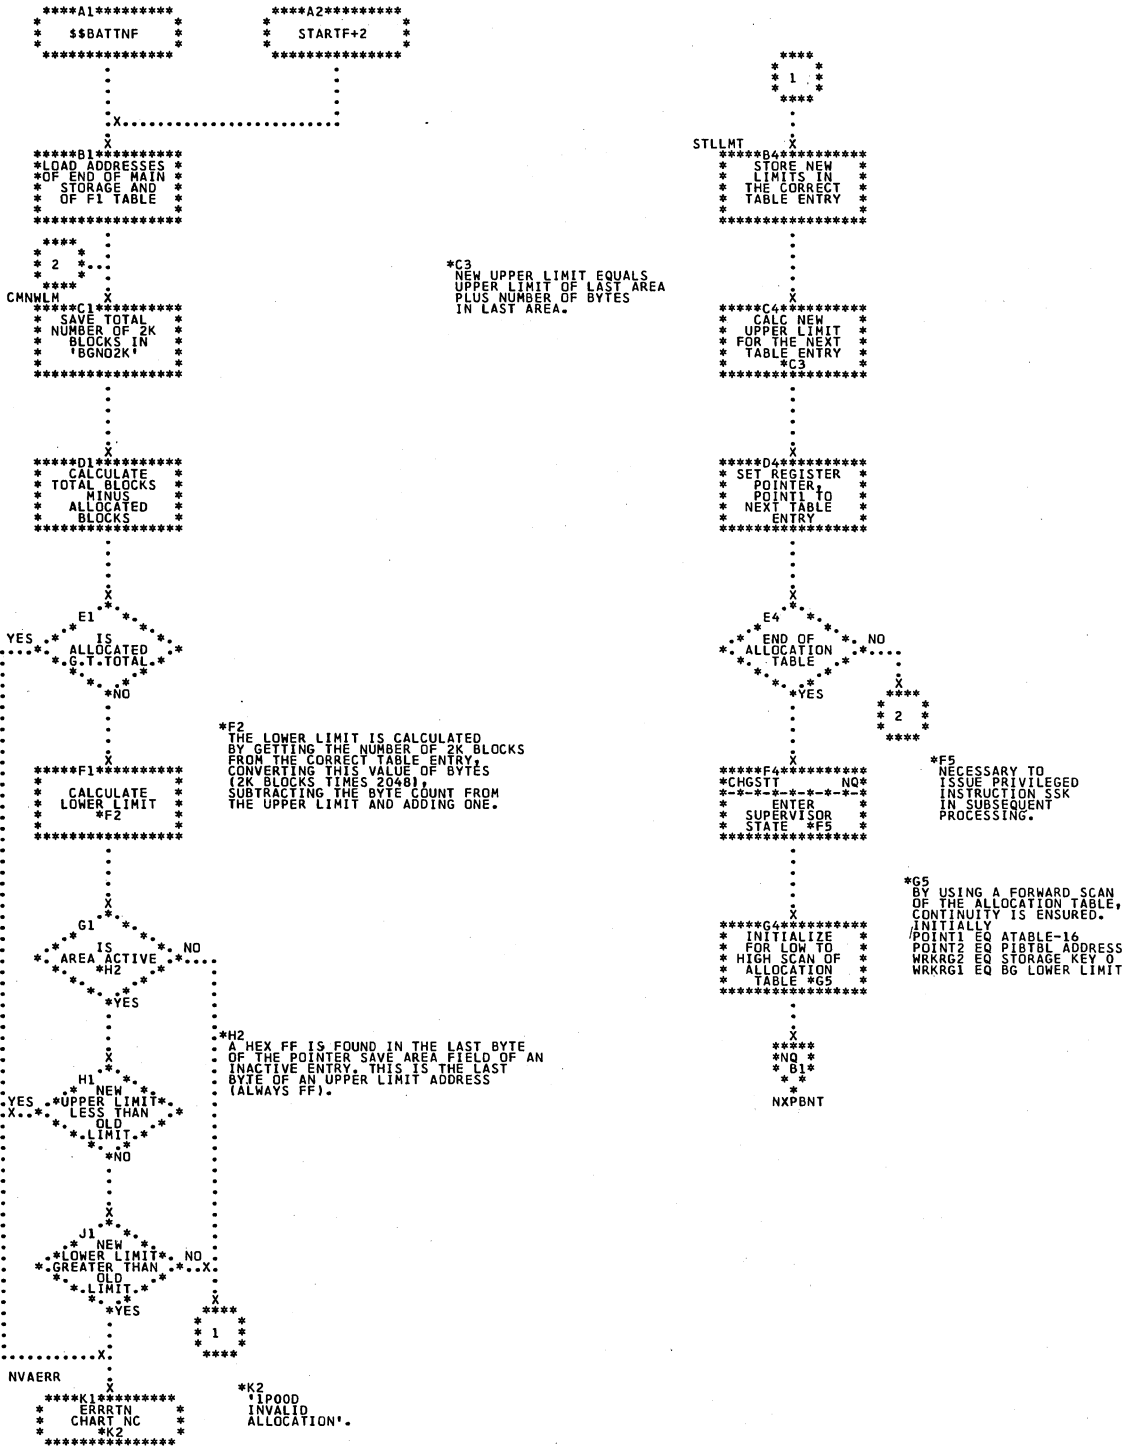 ****A1*********
$$BATTNF
****A2*********
STARTF+2
*****B1**********
*LOAD ADDRESSES *
*OF END OF MAIN *
STORAGE AND
OF F1 TABLE
2
CMNWLM
*****C1**********
SAVE TOTAL
NUMBER OF 2K
BLOCKS IN
'BGNO2K'
*****D1**********
CALCULATE
TOTAL BLOCKS
MINUS
ALLOCATED
BLOCKS
E1
IS
ALLOCATED
G.T.TOTAL
YES
*NO
*****F1**********
CALCULATE
LOWER LIMIT
*F2
*F2
THE LOWER LIMIT IS CALCULATED
BY GETTING THE NUMBER OF 2K BLOCKS
FROM THE CORRECT TABLE ENTRY,
CONVERTING THIS VALUE OF BYTES
(2K BLOCKS TIMES 2048),
SUBTRACTING THE BYTE COUNT FROM
THE UPPER LIMIT AND ADDING ONE.
G1
IS
AREA ACTIVE
*H2
NO
*YES
*H2
A HEX FF IS FOUND IN THE LAST BYTE
OF THE POINTER SAVE AREA FIELD OF AN
INACTIVE ENTRY. THIS IS THE LAST
BYTE OF AN UPPER LIMIT ADDRESS
(ALWAYS FF).
H1
NEW
*UPPER LIMIT*
LESS THAN
OLD
LIMIT
YES
*NO
J1
NEW
*LOWER LIMIT*
GREATER THAN
OLD
LIMIT
NO
*YES
1
NVAERR
****K1*********
ERRRTN
CHART NC
*K2
*K2
'1POOD
INVALID
ALLOCATION'.
*C3
NEW UPPER LIMIT EQUALS
UPPER LIMIT OF LAST AREA
PLUS NUMBER OF BYTES
IN LAST AREA.
1
STLLMT
*****B4**********
STORE NEW
LIMITS IN
THE CORRECT
TABLE ENTRY
*****C4**********
CALC NEW
UPPER LIMIT
FOR THE NEXT
TABLE ENTRY
*C3
*****D4**********
SET REGISTER
POINTER,
POINT1 TO
NEXT TABLE
ENTRY
E4
END OF
ALLOCATION
TABLE
NO
*YES
2
*****F4**********
*CHGSTT NQ*
*-*-*-*-*-*-*-*-*
ENTER
SUPERVISOR
STATE *F5
*F5
NECESSARY TO
ISSUE PRIVILEGED
INSTRUCTION SSK
IN SUBSEQUENT
PROCESSING.
*****G4**********
INITIALIZE
FOR LOW TO
HIGH SCAN OF
ALLOCATION
TABLE *G5
*G5
BY USING A FORWARD SCAN
OF THE ALLOCATION TABLE,
CONTINUITY IS ENSURED.
INITIALLY
POINT1 EQ ATABLE-16
POINT2 EQ PIBTBL ADDRESS
WRKRG2 EQ STORAGE KEY 0
WRKRG1 EQ BG LOWER LIMIT
*NQ *
* B1*
NXPBNT